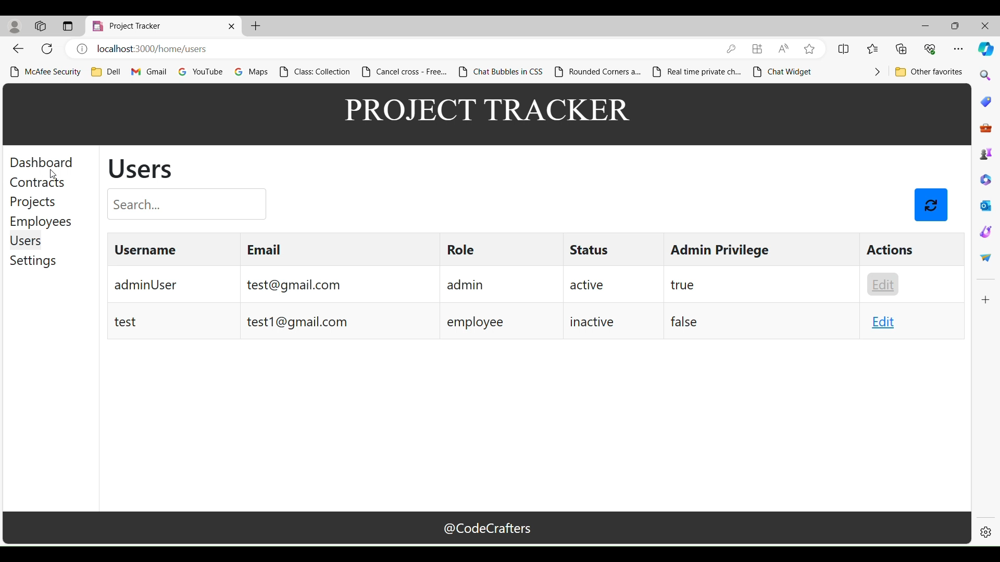 Project Tracker
localhost:3000/home/users
McAfee Security Dell Gmail YouTube Maps Class: Collection Cancel cross - Free... Chat Bubbles in CSS Rounded Corners a... Real time private ch... Chat Widget Other favorites
PROJECT TRACKER
Dashboard
Contracts
Projects
Employees
Users
Settings
Users
Search...
Username Email Role Status Admin Privilege Actions
adminUser test@gmail.com admin active true Edit
test test1@gmail.com employee inactive false Edit
@CodeCrafters